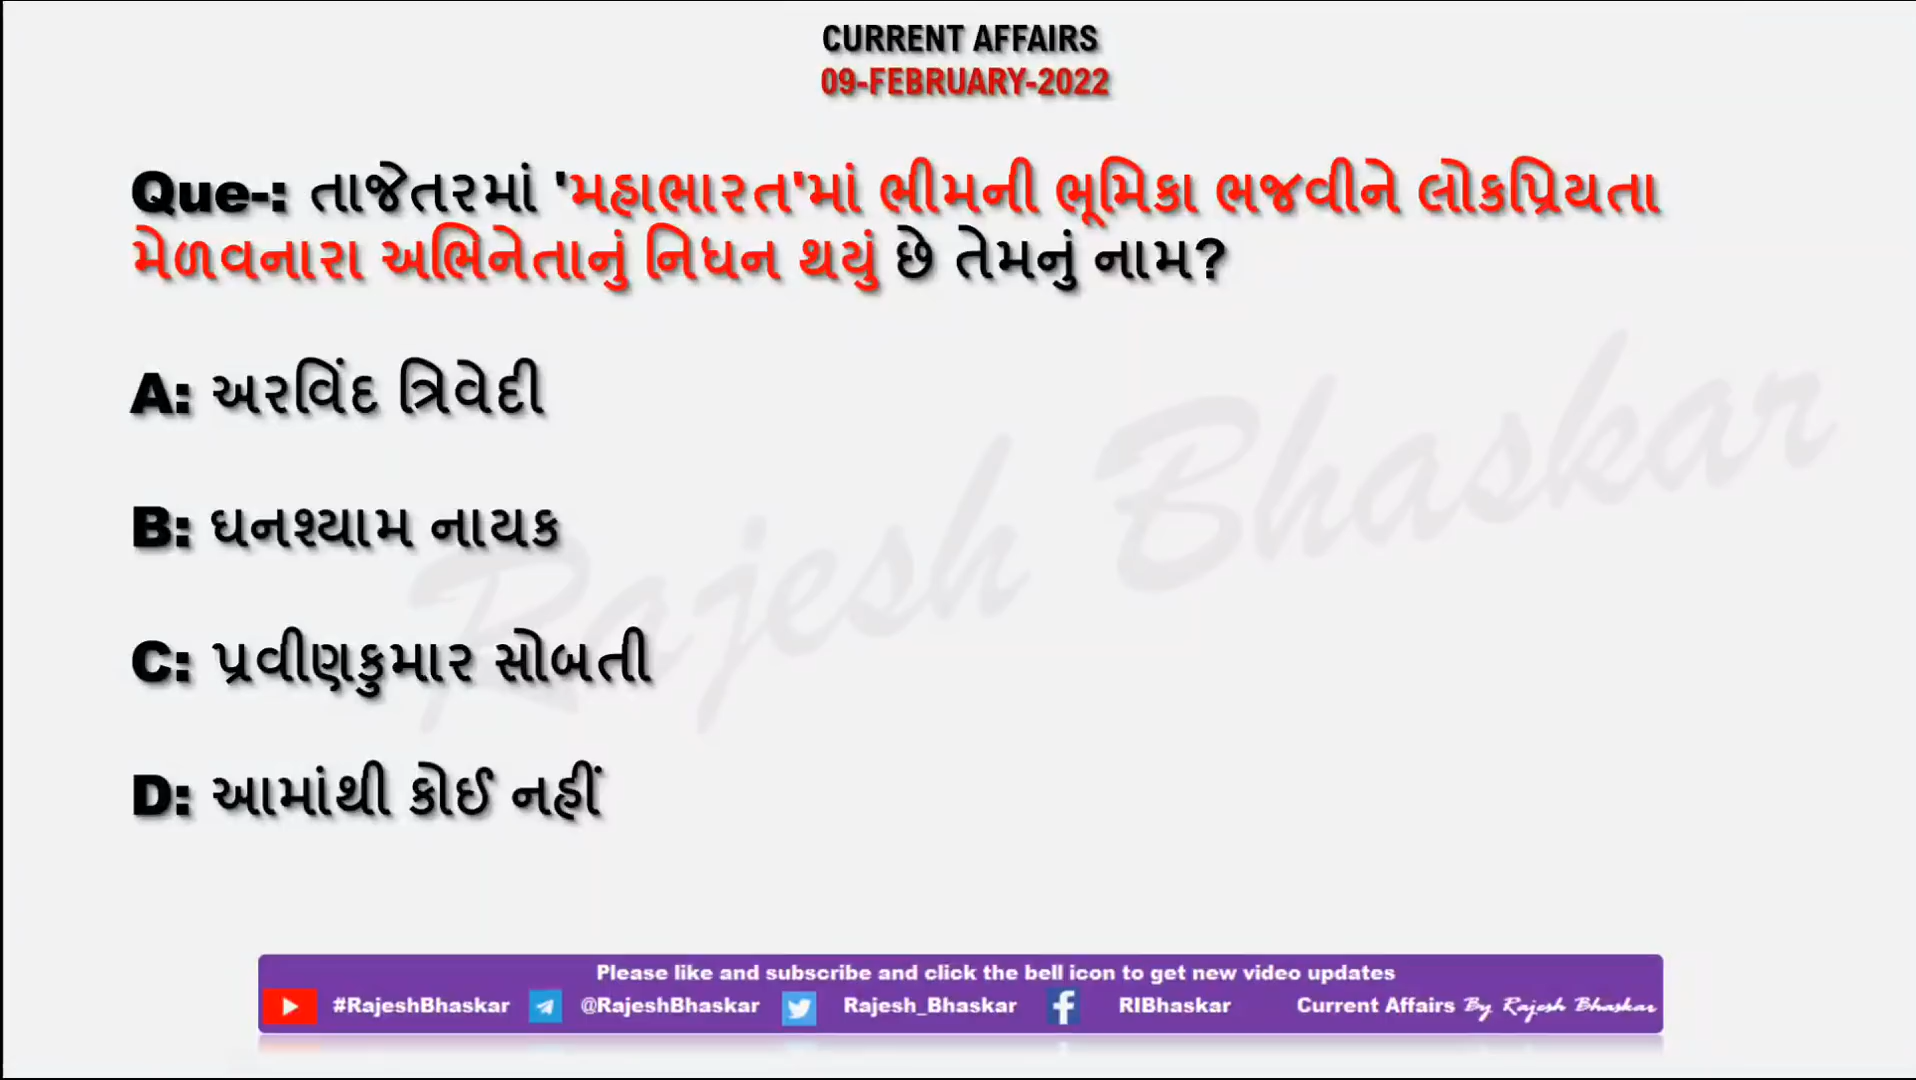 CURRENT AFFAIRS
09-FEBRUARY-2022
Que-: તાજેતરમાં 'મહાભારત'માં ભીમની ભૂમિકા ભજવીને લોકપ્રિયતા
મેળવનારા અભિનેતાનું નિધન થયું છે તેમનું નામ?
A: અરવિંદ ત્રિવેદી
B: ઘનશ્યામ નાયક
C: પ્રવીણકુમાર સોબતી
D: આમાંથી કોઈ નહીં
Rajesh Bhaskar
Please like and subscribe and click the bell icon to get new video updates
#RajeshBhaskar @RajeshBhaskar Rajesh_Bhaskar RIBhaskar Current Affairs By Rajesh Bhaskar